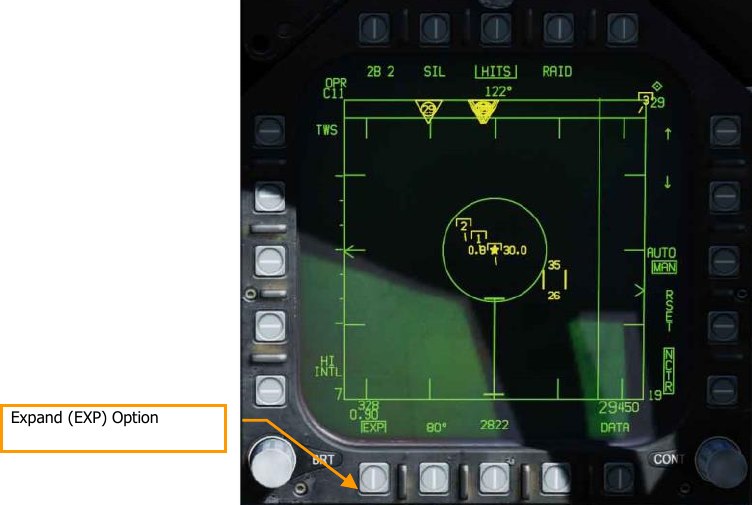 2B 2 SIL HITS RAID
OPR
C11
122°
29
3
29
TWS
2
1
0.8 30.0
35
26
AUTO
MAN
RSET
NCTR
HI
INTL
7
19
328
0.90
29450
EXP 80° 2822 DATA
Expand (EXP) Option
BRT
CONT